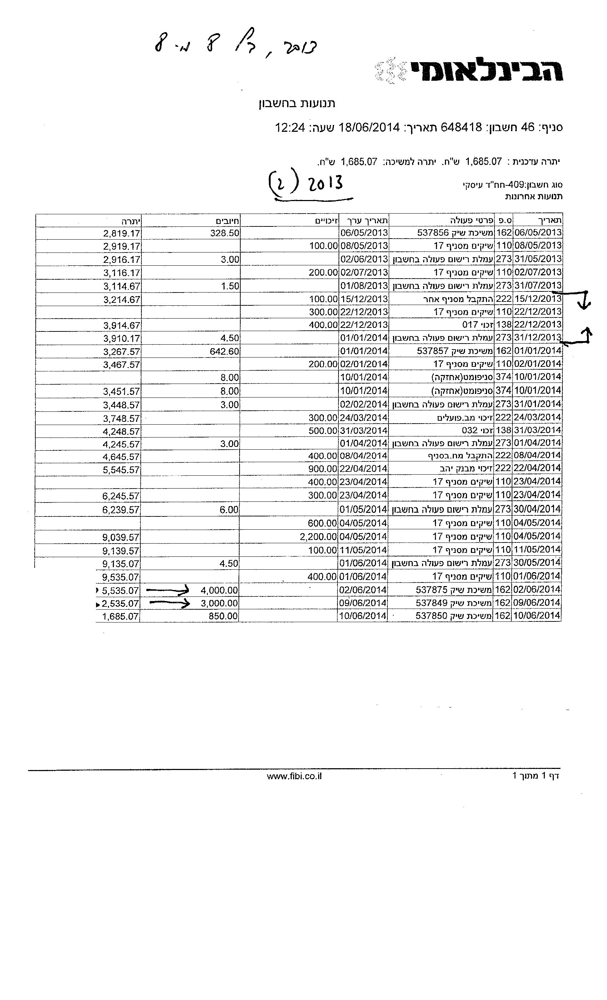 2013, דף 8 מ-8
הבינלאומי
תנועות בחשבון
סניף: 46 חשבון: 648418 תאריך: 18/06/2014 שעה: 12:24
יתרה עדכנית : 1,685.07 ש"ח. יתרה למשיכה: 1,685.07 ש"ח.
2013 (2)
סוג חשבון:409-חח"ד עיסקי
תנועות אחרונות
תאריך ס.פ פרטי פעולה תאריך ערך זיכויים חיובים יתרה
06/05/2013 162 משיכת שיק 537856 06/05/2013 328.50 2,819.17
08/05/2013 110 שיקים מסניף 17 08/05/2013 100.00 2,919.17
31/05/2013 273 עמלת רישום פעולה בחשבון 02/06/2013 3.00 2,916.17
02/07/2013 110 שיקים מסניף 17 02/07/2013 200.00 3,116.17
31/07/2013 273 עמלת רישום פעולה בחשבון 01/08/2013 1.50 3,114.67
15/12/2013 222 התקבל מסניף אחר 15/12/2013 100.00 3,214.67
22/12/2013 110 שיקים מסניף 17 22/12/2013 300.00
22/12/2013 138 זכוי 017 22/12/2013 400.00 3,914.67
31/12/2013 273 עמלת רישום פעולה בחשבון 01/01/2014 4.50 3,910.17
01/01/2014 162 משיכת שיק 537857 01/01/2014 642.60 3,267.57
02/01/2014 110 שיקים מסניף 17 02/01/2014 200.00 3,467.57
10/01/2014 374 סניפומט(אחזקה) 10/01/2014 8.00
10/01/2014 374 סניפומט(אחזקה) 10/01/2014 8.00 3,451.57
31/01/2014 273 עמלת רישום פעולה בחשבון 02/02/2014 3.00 3,448.57
24/03/2014 222 זיכוי מב.פועלים 24/03/2014 300.00 3,748.57
31/03/2014 138 זכוי 032 31/03/2014 500.00 4,248.57
01/04/2014 273 עמלת רישום פעולה בחשבון 01/04/2014 3.00 4,245.57
08/04/2014 222 התקבל מח.בסניף 08/04/2014 400.00 4,645.57
22/04/2014 222 זיכוי מבנק יהב 22/04/2014 900.00 5,545.57
23/04/2014 110 שיקים מסניף 17 23/04/2014 400.00
23/04/2014 110 שיקים מסניף 17 23/04/2014 300.00 6,245.57
30/04/2014 273 עמלת רישום פעולה בחשבון 01/05/2014 6.00 6,239.57
04/05/2014 110 שיקים מסניף 17 04/05/2014 600.00
04/05/2014 110 שיקים מסניף 17 04/05/2014 2,200.00 9,039.57
11/05/2014 110 שיקים מסניף 17 11/05/2014 100.00 9,139.57
30/05/2014 273 עמלת רישום פעולה בחשבון 01/06/2014 4.50 9,135.07
01/06/2014 110 שיקים מסניף 17 01/06/2014 400.00 9,535.07
02/06/2014 162 משיכת שיק 537875 02/06/2014 4,000.00 5,535.07
09/06/2014 162 משיכת שיק 537849 09/06/2014 3,000.00 2,535.07
10/06/2014 162 משיכת שיק 537850 10/06/2014 850.00 1,685.07
דף 1 מתוך 1
www.fibi.co.il